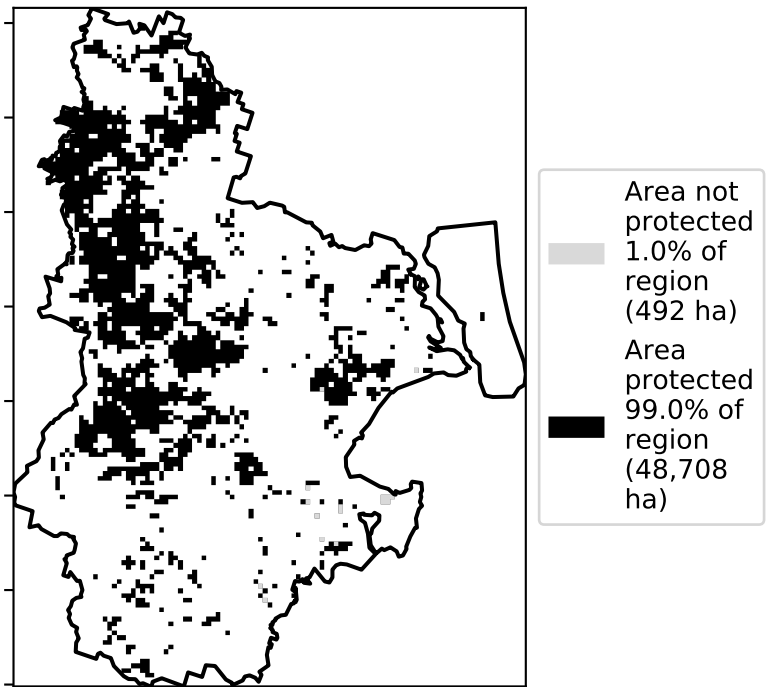 Area not
protected
1.0% of
region
(492 ha)
Area
protected
99.0% of
region
(48,708
ha)